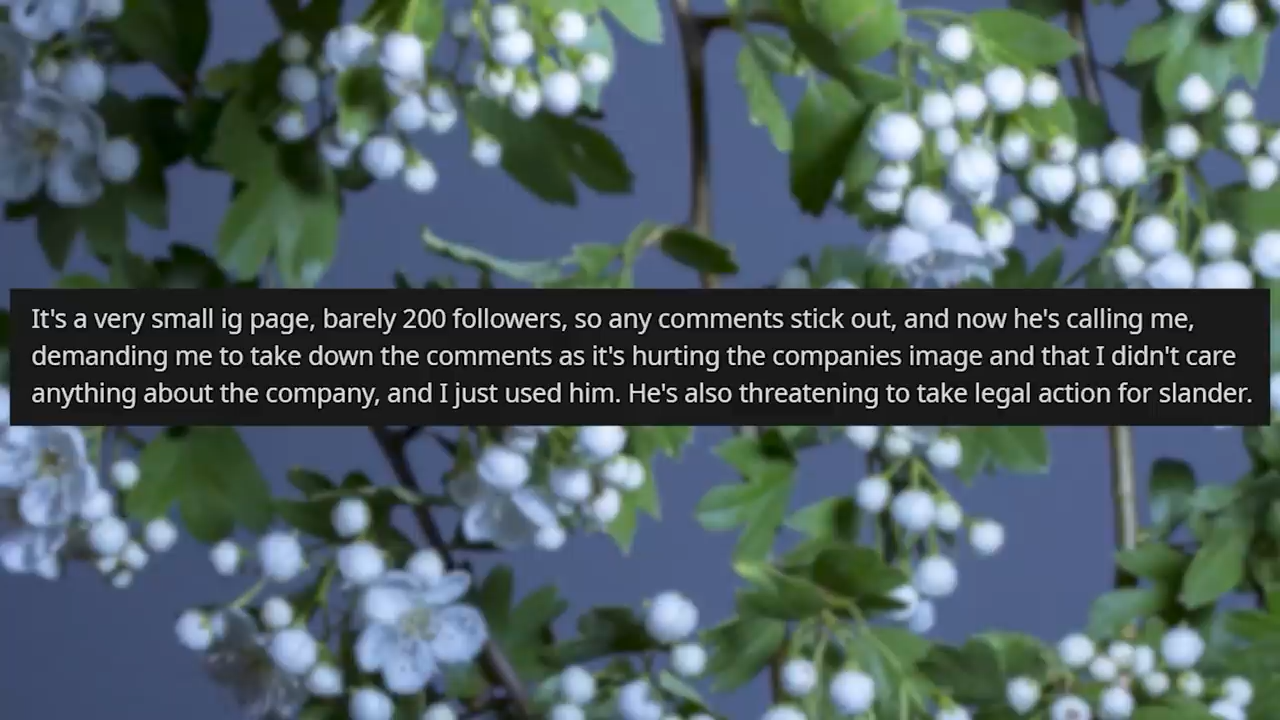 It's a very small ig page, barely 200 followers, so any comments stick out, and now he's calling me,
demanding me to take down the comments as it's hurting the companies image and that I didn't care
anything about the company, and I just used him. He's also threatening to take legal action for slander.